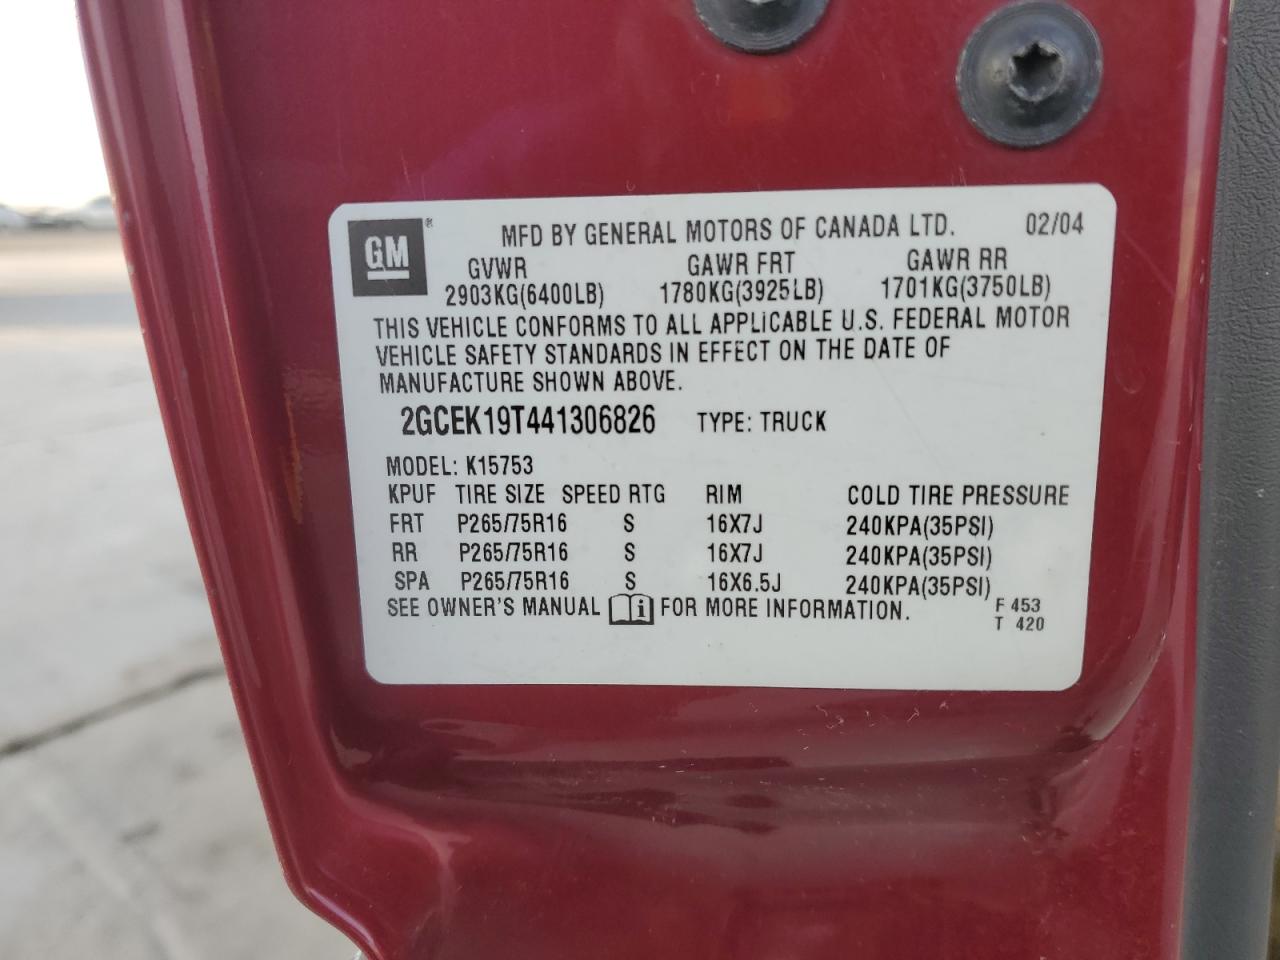 GM® MFD BY GENERAL MOTORS OF CANADA LTD. 02/04
GVWR GAWR FRT GAWR RR
2903KG(6400LB) 1780KG(3925LB) 1701KG(3750LB)
THIS VEHICLE CONFORMS TO ALL APPLICABLE U.S. FEDERAL MOTOR
VEHICLE SAFETY STANDARDS IN EFFECT ON THE DATE OF
MANUFACTURE SHOWN ABOVE.
2GCEK19T441306826 TYPE: TRUCK
MODEL: K15753
KPUF TIRE SIZE SPEED RTG RIM COLD TIRE PRESSURE
FRT P265/75R16 S 16X7J 240KPA(35PSI)
RR P265/75R16 S 16X7J 240KPA(35PSI)
SPA P265/75R16 S 16X6.5J 240KPA(35PSI)
SEE OWNER'S MANUAL i FOR MORE INFORMATION. F 453
T 420